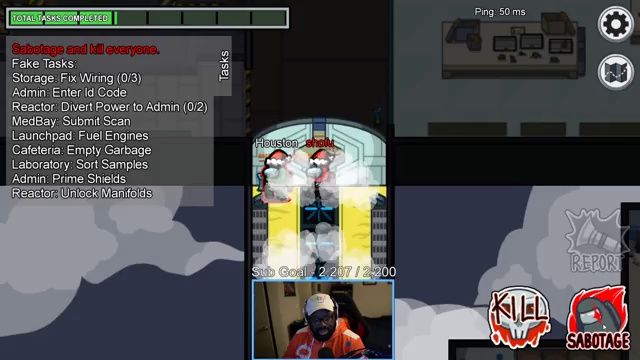 TOTAL TASKS COMPLETED
Ping: 50 ms
Sabotage and kill everyone.
Fake Tasks:
Storage: Fix Wiring (0/3)
Admin: Enter Id Code
Reactor: Divert Power to Admin (0/2)
MedBay: Submit Scan
Launchpad: Fuel Engines
Cafeteria: Empty Garbage
Laboratory: Sort Samples
Admin: Prime Shields
Reactor: Unlock Manifolds
Tasks
Houston shofu
Sub Goal - 2,207 / 2,200
REPORT
KILL
SABOTAGE